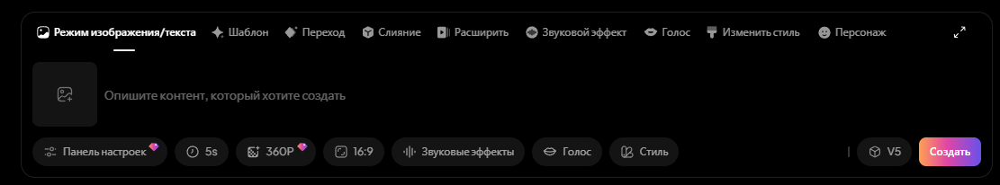 Режим изображения/текста Шаблон Переход Слияние Расширить Звуковой эффект Голос Изменить стиль Персонаж
Опишите контент, который хотите создать
Панель настроек 5s 360P 16:9 Звуковые эффекты Голос Стиль V5 Создать